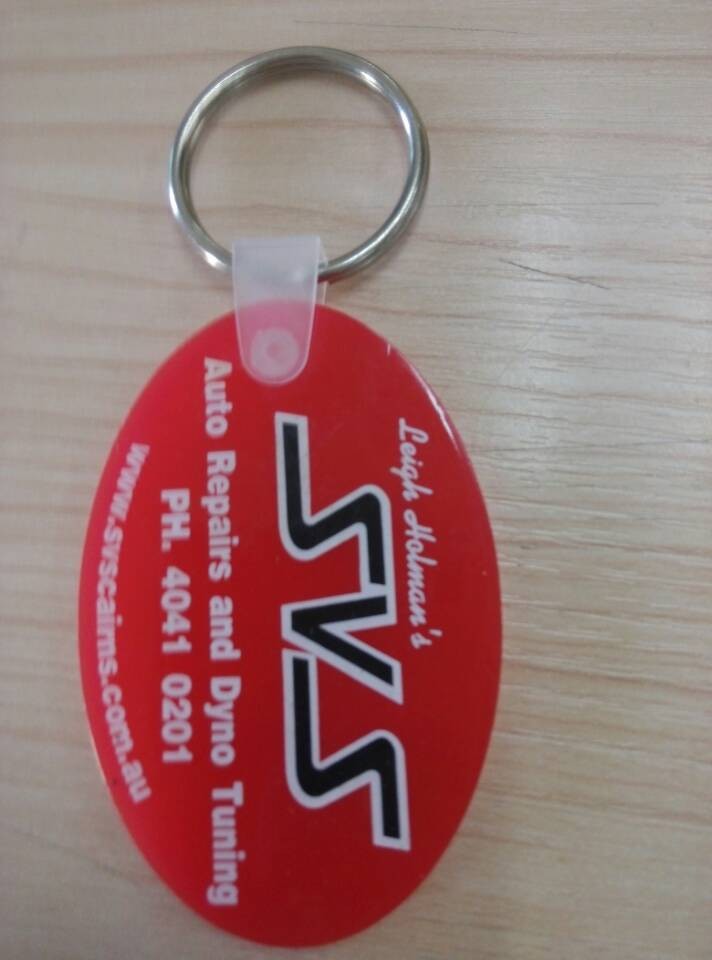 Leigh Holman's
SVS
Auto Repairs and Dyno Tuning
PH. 4041 0201
www.svscairns.com.au